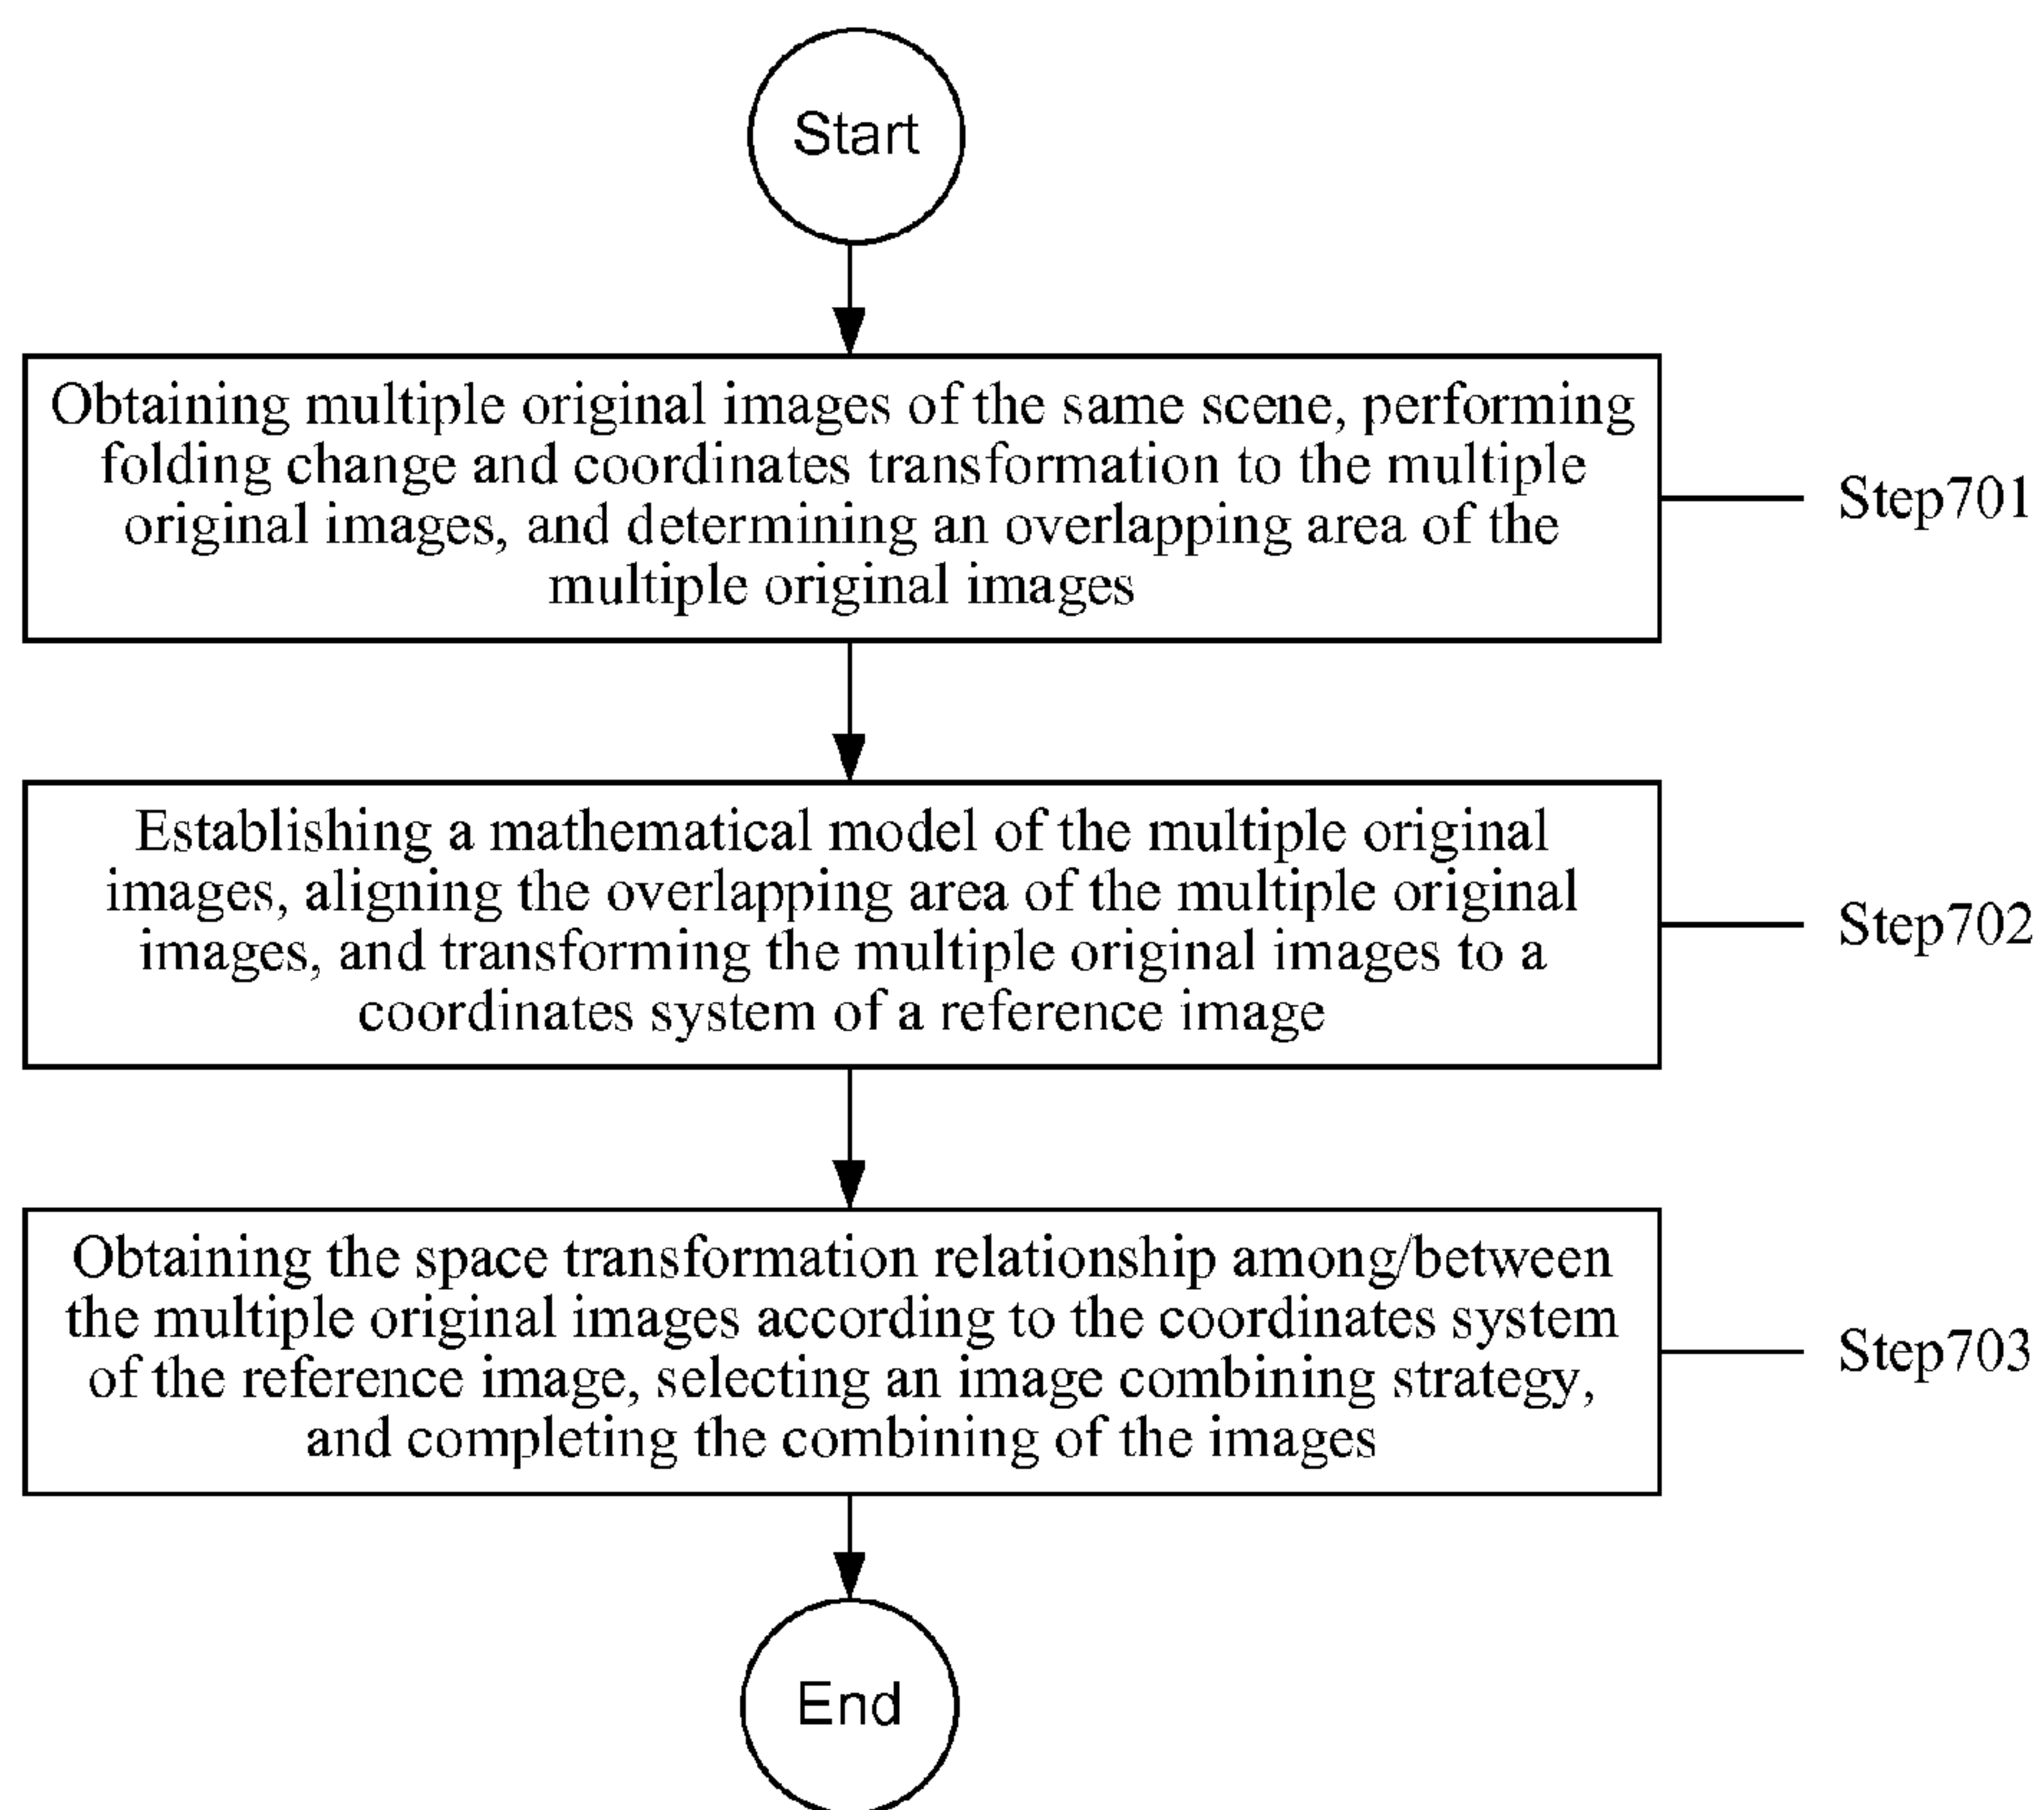 Start
Obtaining multiple original images of the same scene, performing
folding change and coordinates transformation to the multiple
original images, and determining an overlapping area of the
multiple original images
Step701
Establishing a mathematical model of the multiple original
images, aligning the overlapping area of the multiple original
images, and transforming the multiple original images to a
coordinates system of a reference image
Step702
Obtaining the space transformation relationship among/between
the multiple original images according to the coordinates system
of the reference image, selecting an image combining strategy,
and completing the combining of the images
Step703
End